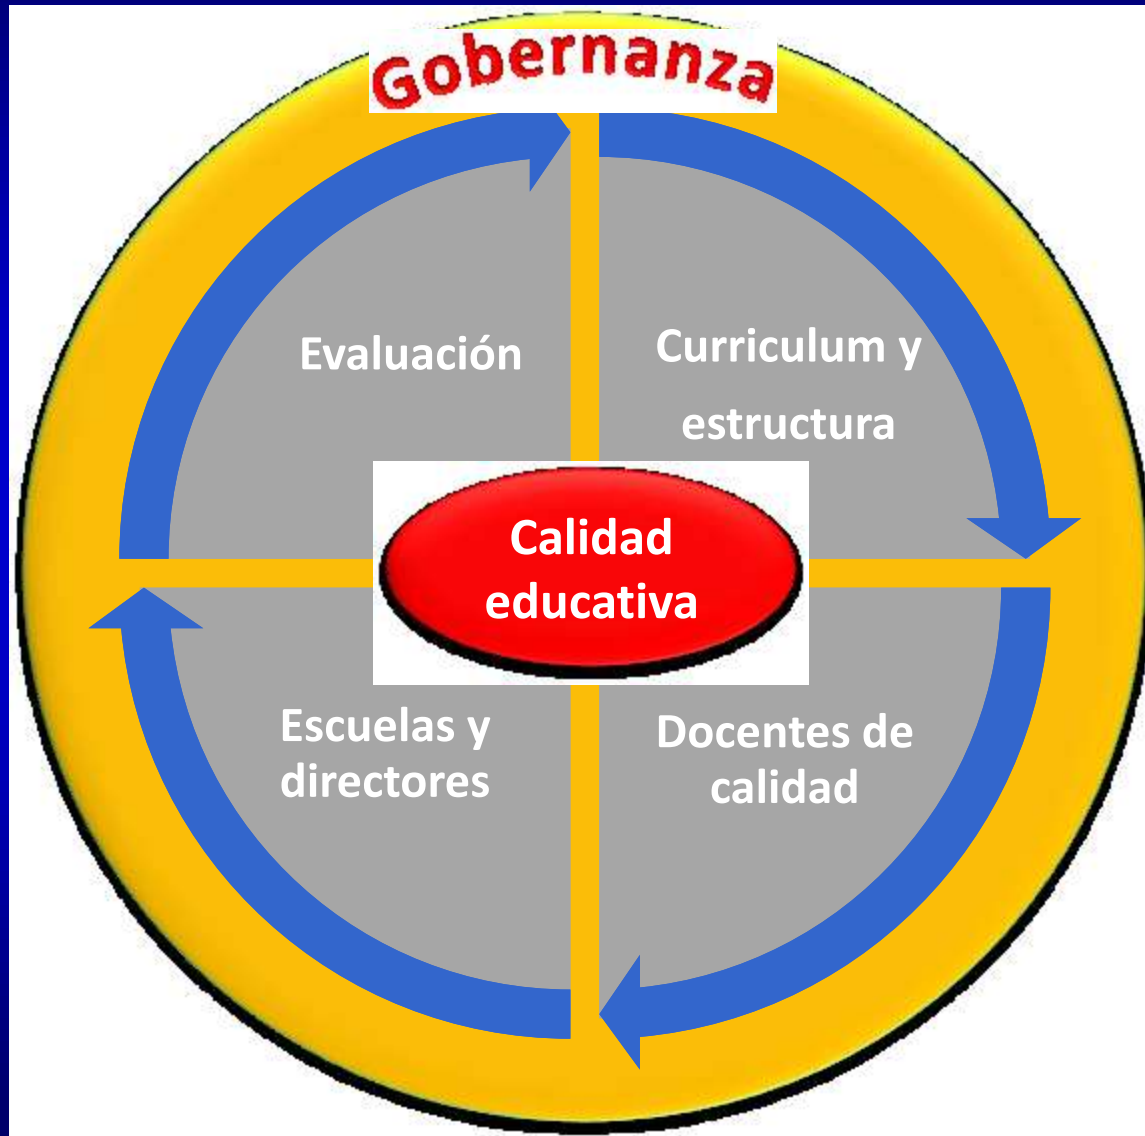 Gobernanza
Evaluación
Curriculum y
estructura
Calidad
educativa
Escuelas y
directores
Docentes de
calidad